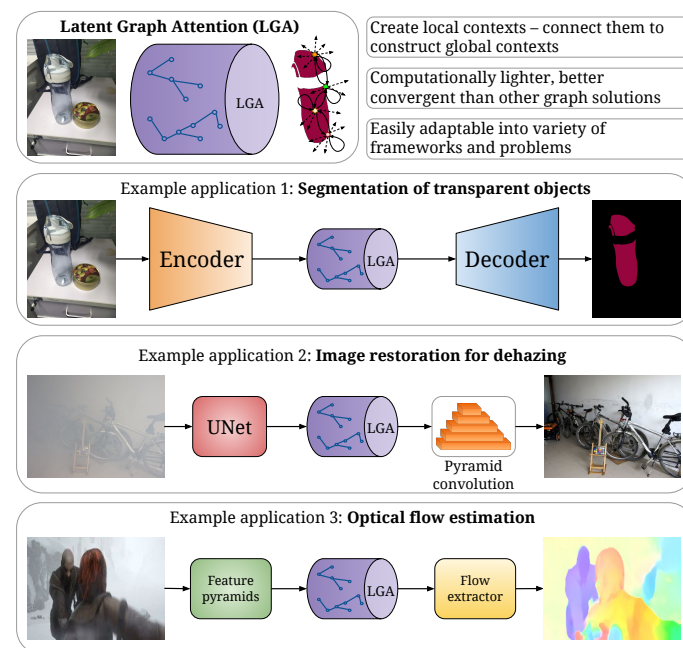 Latent Graph Attention (LGA)
LGA
Create local contexts – connect them to
construct global contexts
Computationally lighter, better
convergent than other graph solutions
Easily adaptable into variety of
frameworks and problems
Example application 1: Segmentation of transparent objects
Encoder
LGA
Decoder
Example application 2: Image restoration for dehazing
UNet
LGA
Pyramid
convolution
Example application 3: Optical flow estimation
Feature
pyramids
LGA
Flow
extractor